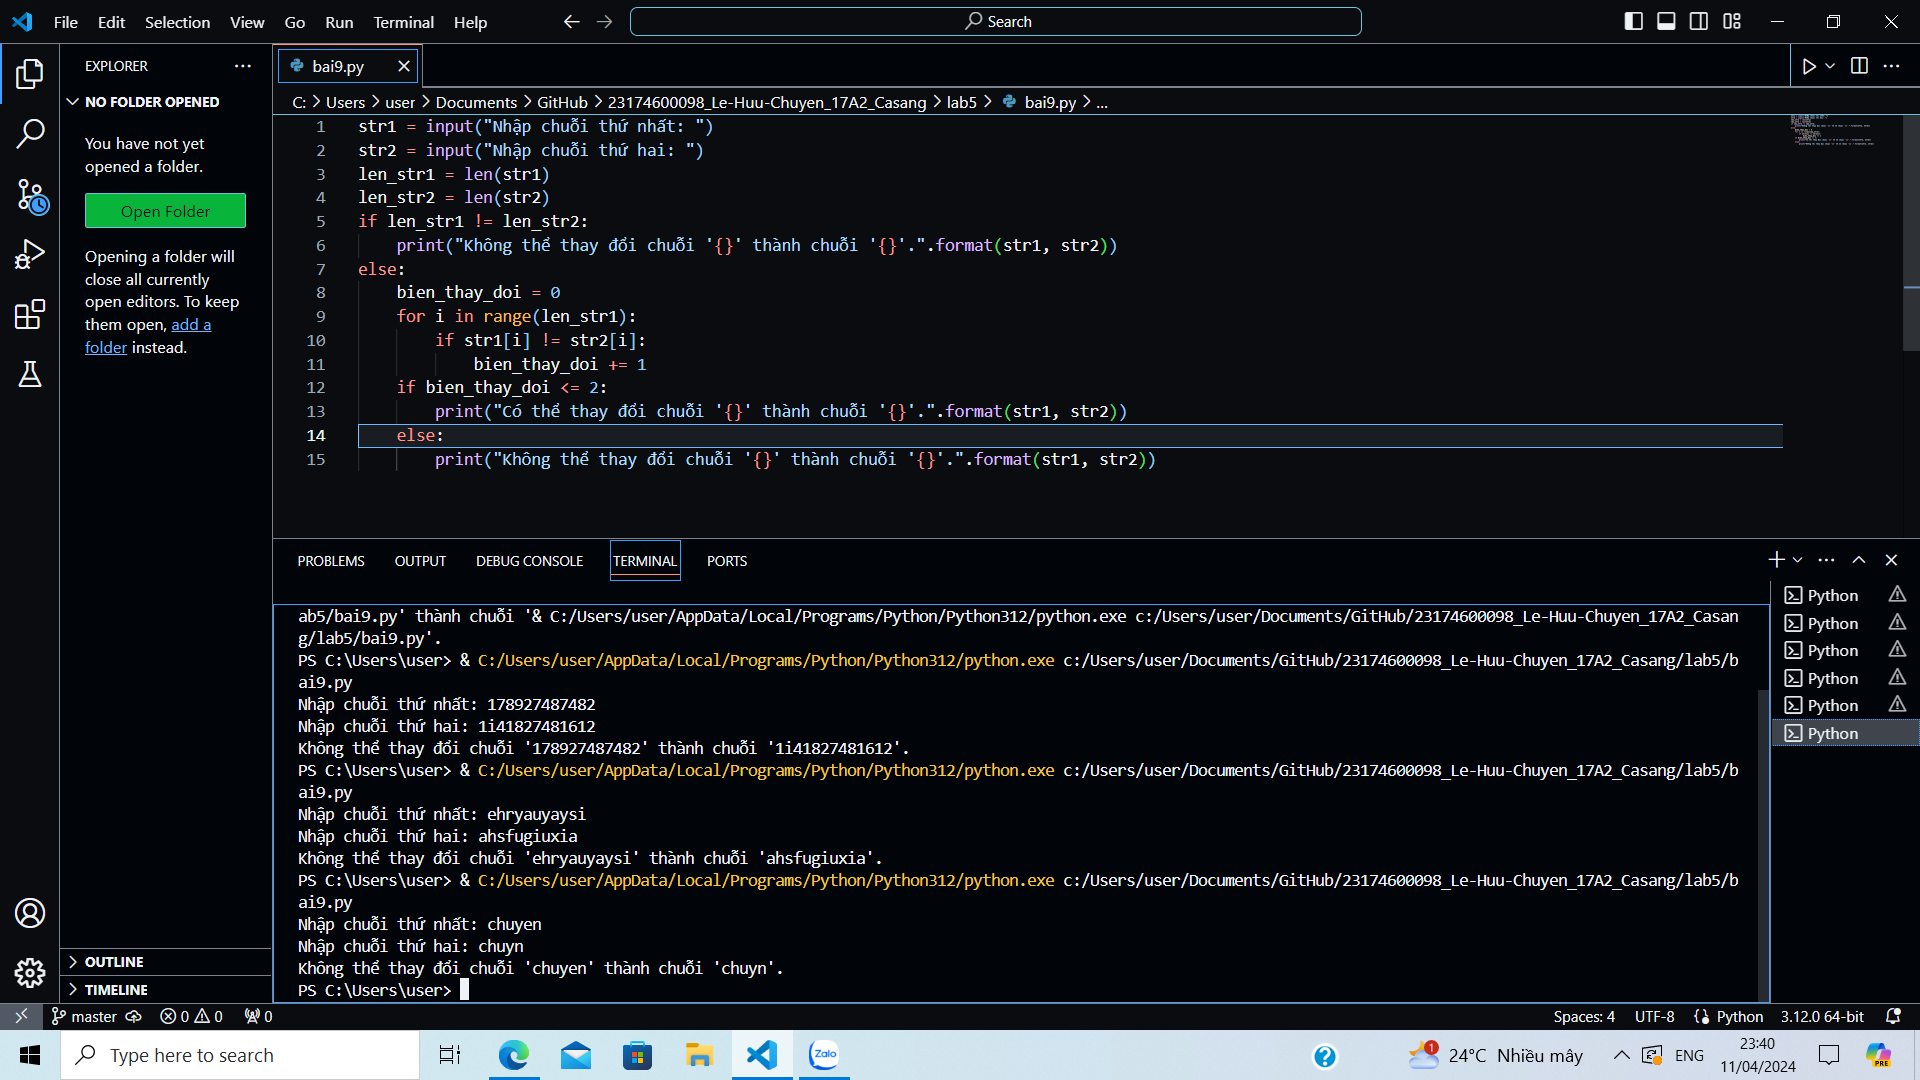 File Edit Selection View Go Run Terminal Help
Search
EXPLORER
NO FOLDER OPENED
You have not yet
opened a folder.
Open Folder
Opening a folder will
close all currently
open editors. To keep
them open, add a
folder instead.
OUTLINE
TIMELINE
bai9.py
C: > Users > user > Documents > GitHub > 23174600098_Le-Huu-Chuyen_17A2_Casang > lab5 > bai9.py > ...
1 str1 = input("Nhập chuỗi thứ nhất: ")
2 str2 = input("Nhập chuỗi thứ hai: ")
3 len_str1 = len(str1)
4 len_str2 = len(str2)
5 if len_str1 != len_str2:
6 print("Không thể thay đổi chuỗi '{}' thành chuỗi '{}'.".format(str1, str2))
7 else:
8 bien_thay_doi = 0
9 for i in range(len_str1):
10 if str1[i] != str2[i]:
11 bien_thay_doi += 1
12 if bien_thay_doi <= 2:
13 print("Có thể thay đổi chuỗi '{}' thành chuỗi '{}'.".format(str1, str2))
14 else:
15 print("Không thể thay đổi chuỗi '{}' thành chuỗi '{}'.".format(str1, str2))
PROBLEMS OUTPUT DEBUG CONSOLE TERMINAL PORTS
ab5/bai9.py' thành chuỗi '& C:/Users/user/AppData/Local/Programs/Python/Python312/python.exe c:/Users/user/Documents/GitHub/23174600098_Le-Huu-Chuyen_17A2_Casan
g/lab5/bai9.py'.
PS C:\Users\user> & C:/Users/user/AppData/Local/Programs/Python/Python312/python.exe c:/Users/user/Documents/GitHub/23174600098_Le-Huu-Chuyen_17A2_Casang/lab5/b
ai9.py
Nhập chuỗi thứ nhất: 178927487482
Nhập chuỗi thứ hai: 1i41827481612
Không thể thay đổi chuỗi '178927487482' thành chuỗi '1i41827481612'.
PS C:\Users\user> & C:/Users/user/AppData/Local/Programs/Python/Python312/python.exe c:/Users/user/Documents/GitHub/23174600098_Le-Huu-Chuyen_17A2_Casang/lab5/b
ai9.py
Nhập chuỗi thứ nhất: ehryauyaysi
Nhập chuỗi thứ hai: ahsfugiuxia
Không thể thay đổi chuỗi 'ehryauyaysi' thành chuỗi 'ahsfugiuxia'.
PS C:\Users\user> & C:/Users/user/AppData/Local/Programs/Python/Python312/python.exe c:/Users/user/Documents/GitHub/23174600098_Le-Huu-Chuyen_17A2_Casang/lab5/b
ai9.py
Nhập chuỗi thứ nhất: chuyen
Nhập chuỗi thứ hai: chuyn
Không thể thay đổi chuỗi 'chuyen' thành chuỗi 'chuyn'.
PS C:\Users\user>
Python
Python
Python
Python
Python
Python
master 0 0 0
Spaces: 4 UTF-8 Python 3.12.0 64-bit
Type here to search
Zalo
1
24°C Nhiều mây
ENG
23:40
11/04/2024
PRE